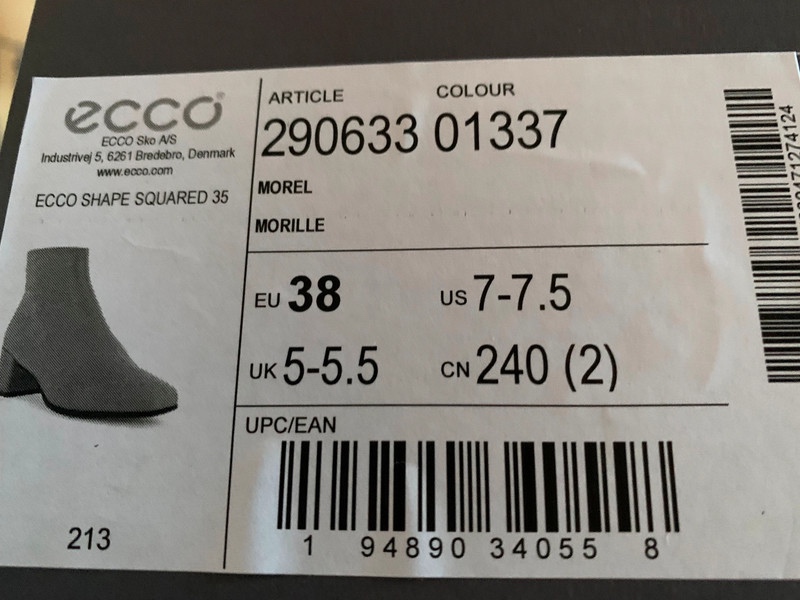 ecco®
ECCO Sko A/S
Industrivej 5, 6261 Bredebro, Denmark
www.ecco.com
ECCO SHAPE SQUARED 35
213
ARTICLE COLOUR
290633 01337
MOREL
MORILLE
EU 38 US 7-7.5
UK 5-5.5 CN 240 (2)
UPC/EAN
1 94890 34055 8